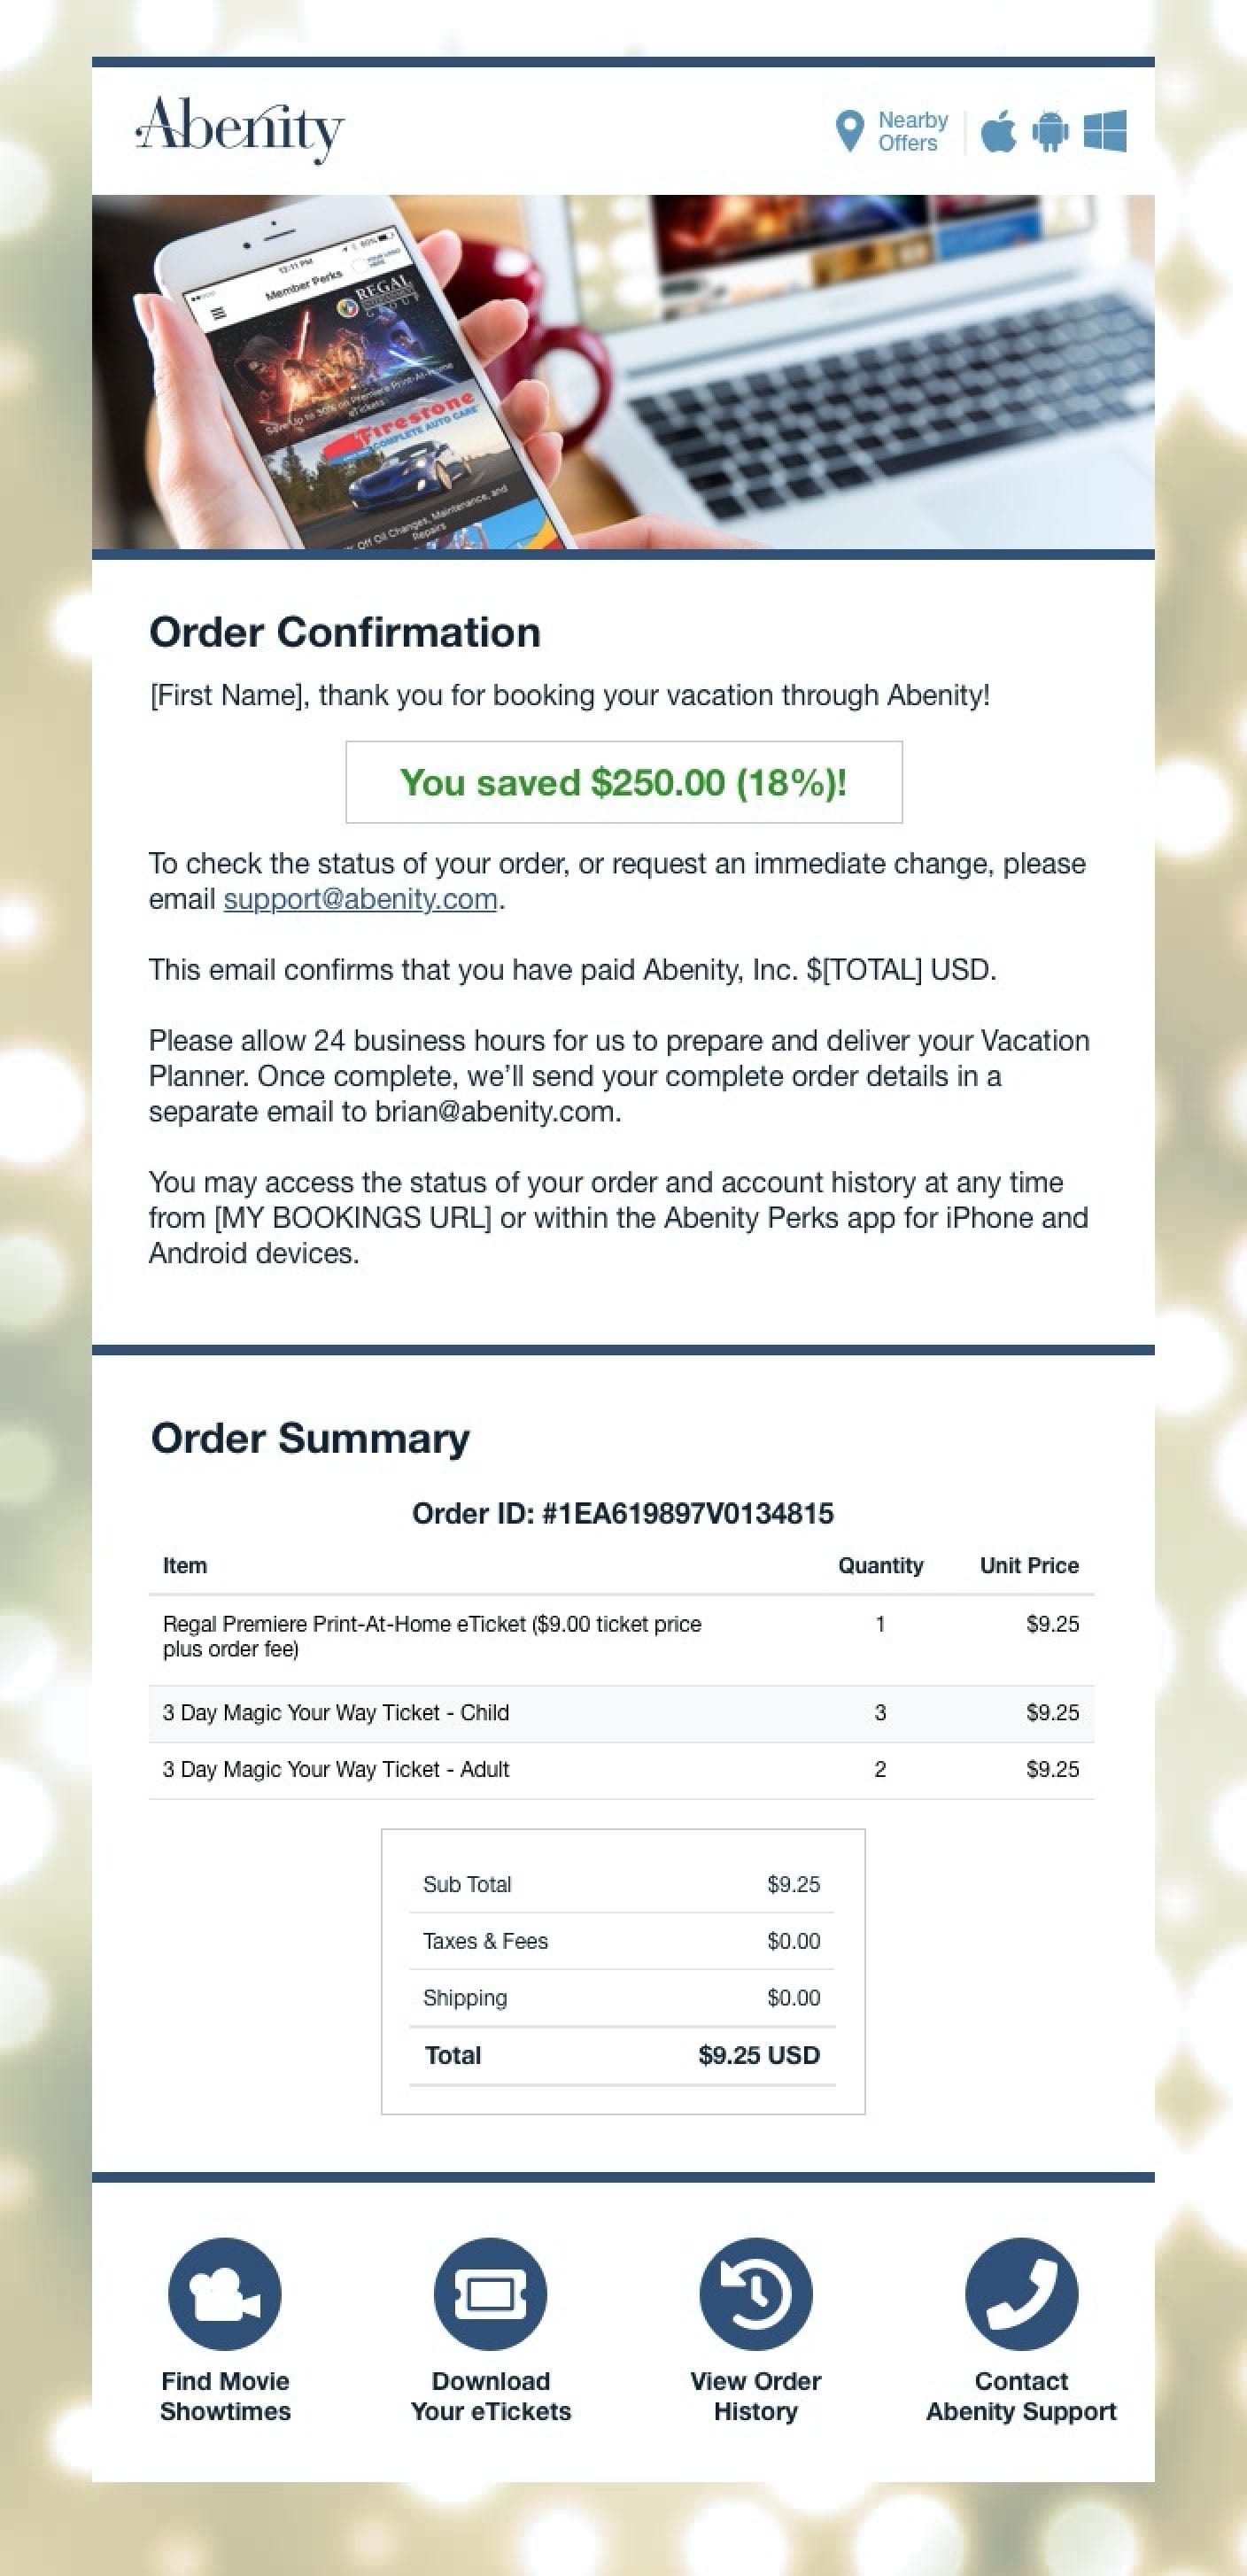 Abenity
Nearby
Offers
12:11 PM
80%
Member Perks
YOUR LOGO
HERE
REGAL
GROUP
Save Up to 30% on Premiere Print-At-Home
eTickets
Firestone
COMPLETE AUTO CARE
Off Oil Changes, Maintenance, and
Repairs
Order Confirmation
[First Name], thank you for booking your vacation through Abenity!
You saved $250.00 (18%)!
To check the status of your order, or request an immediate change, please
email support@abenity.com.
This email confirms that you have paid Abenity, Inc. $[TOTAL] USD.
Please allow 24 business hours for us to prepare and deliver your Vacation
Planner. Once complete, we’ll send your complete order details in a
separate email to brian@abenity.com.
You may access the status of your order and account history at any time
from [MY BOOKINGS URL] or within the Abenity Perks app for iPhone and
Android devices.
Order Summary
Order ID: #1EA619897V0134815
Item Quantity Unit Price
Regal Premiere Print-At-Home eTicket ($9.00 ticket price 1 $9.25
plus order fee)
3 Day Magic Your Way Ticket - Child 3 $9.25
3 Day Magic Your Way Ticket - Adult 2 $9.25
Sub Total $9.25
Taxes & Fees $0.00
Shipping $0.00
Total $9.25 USD
Find Movie
Showtimes
Download
Your eTickets
View Order
History
Contact
Abenity Support